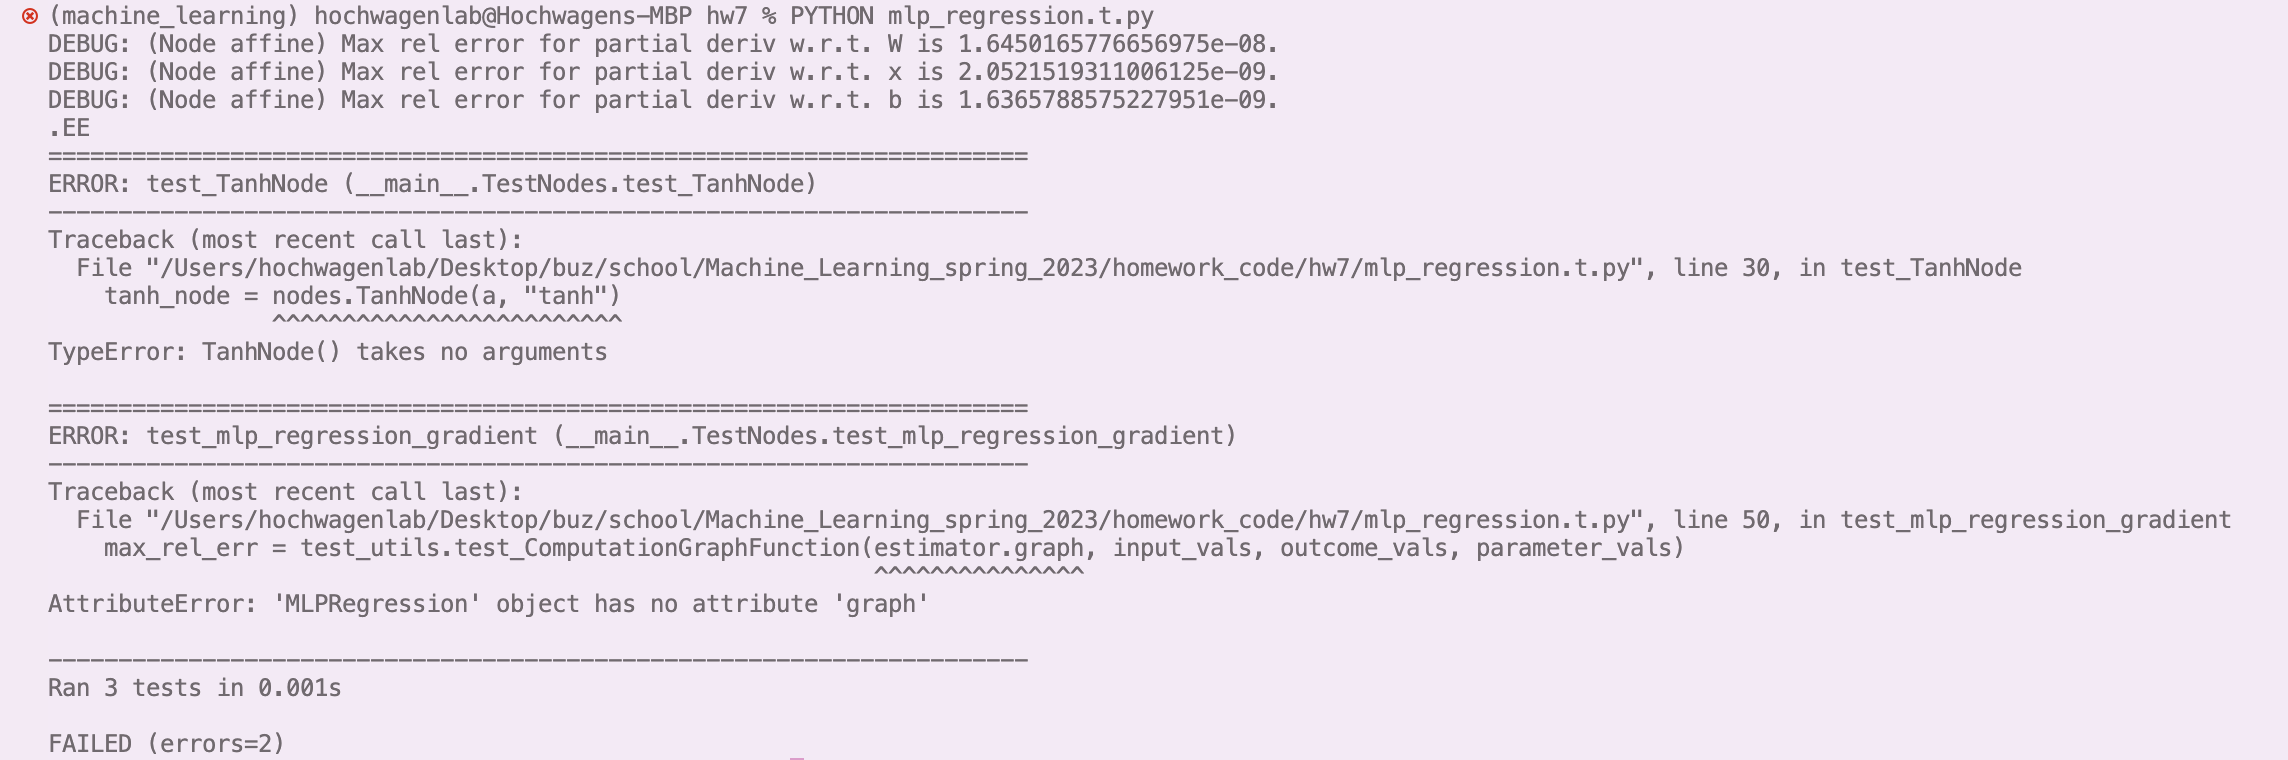 (machine_learning) hochwagenlab@Hochwagens-MBP hw7 % PYTHON mlp_regression.t.py
DEBUG: (Node affine) Max rel error for partial deriv w.r.t. W is 1.6450165776656975e-08.
DEBUG: (Node affine) Max rel error for partial deriv w.r.t. x is 2.0521519311006125e-09.
DEBUG: (Node affine) Max rel error for partial deriv w.r.t. b is 1.6365788575227951e-09.
.EE
======================================================================
ERROR: test_TanhNode (__main__.TestNodes.test_TanhNode)
----------------------------------------------------------------------
Traceback (most recent call last):
  File "/Users/hochwagenlab/Desktop/buz/school/Machine_Learning_spring_2023/homework_code/hw7/mlp_regression.t.py", line 30, in test_TanhNode
    tanh_node = nodes.TanhNode(a, "tanh")
                ^^^^^^^^^^^^^^^^^^^^^^^^^
TypeError: TanhNode() takes no arguments

======================================================================
ERROR: test_mlp_regression_gradient (__main__.TestNodes.test_mlp_regression_gradient)
----------------------------------------------------------------------
Traceback (most recent call last):
  File "/Users/hochwagenlab/Desktop/buz/school/Machine_Learning_spring_2023/homework_code/hw7/mlp_regression.t.py", line 50, in test_mlp_regression_gradient
    max_rel_err = test_utils.test_ComputationGraphFunction(estimator.graph, input_vals, outcome_vals, parameter_vals)
                                                           ^^^^^^^^^^^^^^^
AttributeError: 'MLPRegression' object has no attribute 'graph'

----------------------------------------------------------------------
Ran 3 tests in 0.001s

FAILED (errors=2)